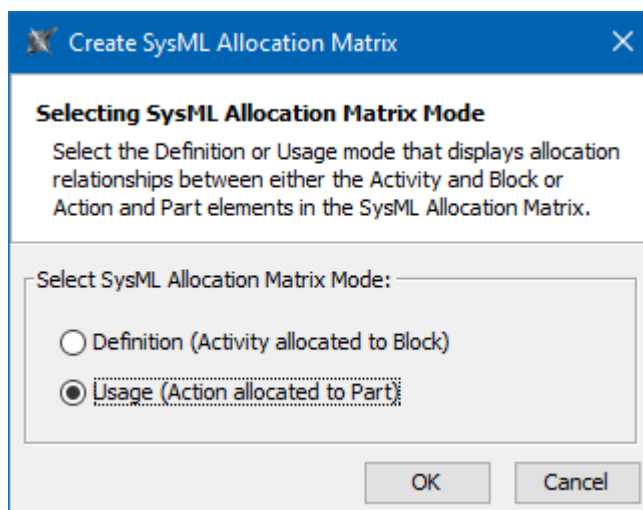 Create SysML Allocation Matrix
Selecting SysML Allocation Matrix Mode
Select the Definition or Usage mode that displays allocation
relationships between either the Activity and Block or
Action and Part elements in the SysML Allocation Matrix.
Select SysML Allocation Matrix Mode:
Definition (Activity allocated to Block)
Usage (Action allocated to Part)
OK Cancel